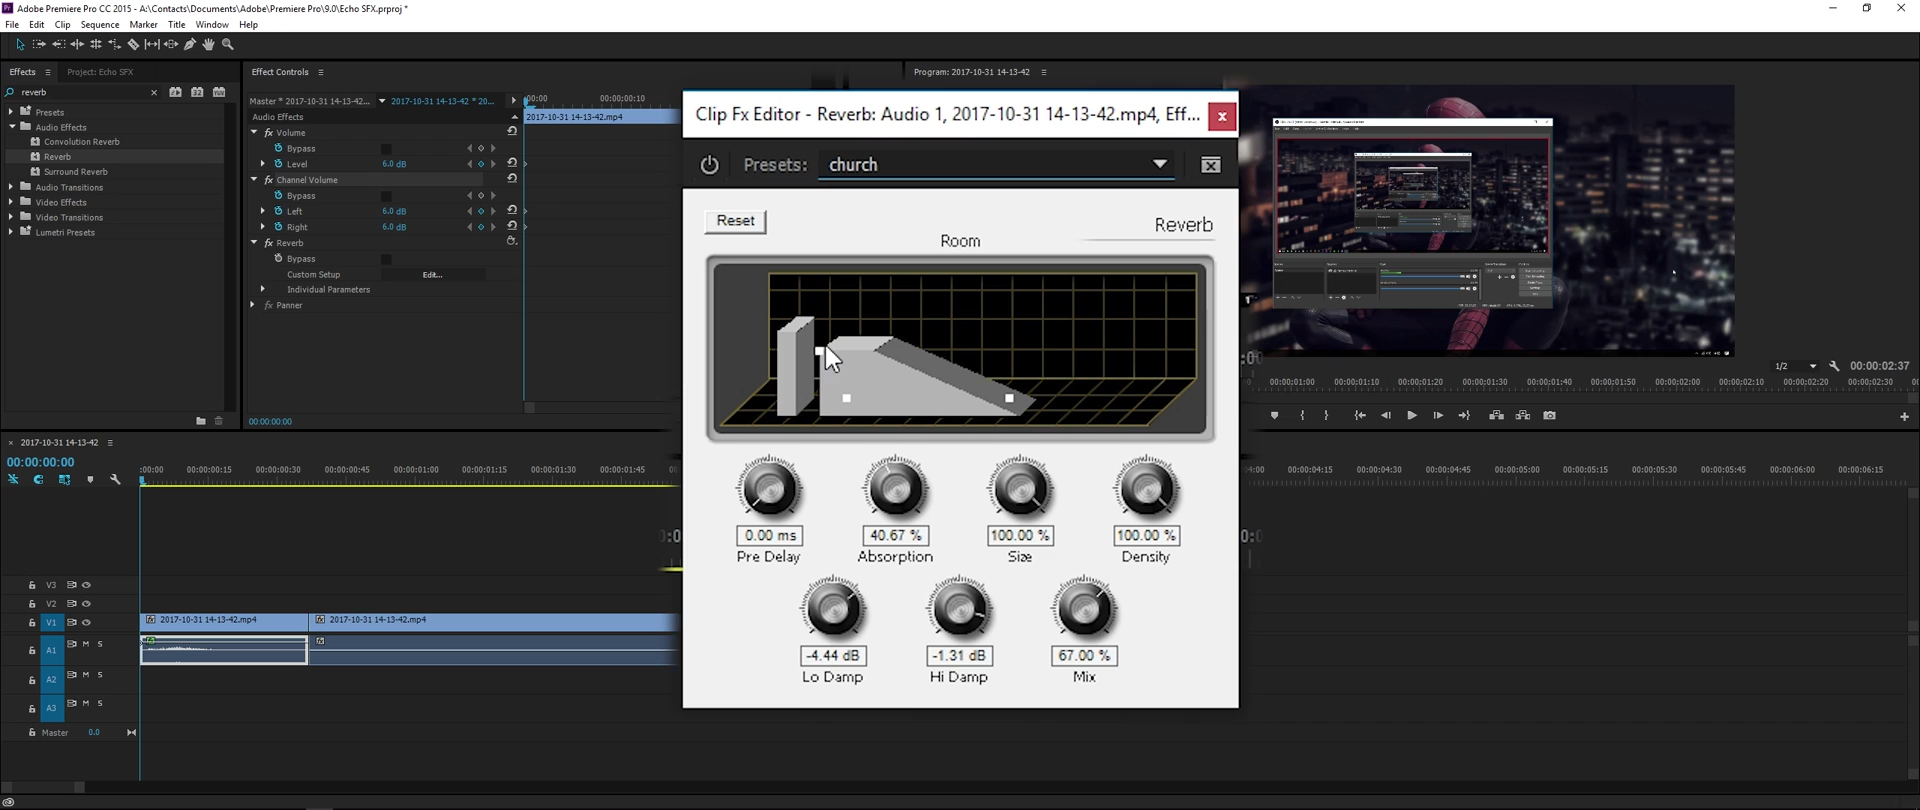 Adobe Premiere Pro CC 2015 - A:\Contacts\Documents\Adobe\Premiere Pro\9.0\Echo SFX.prproj *
File Edit Clip Sequence Marker Title Window Help
Effects Project: Echo SFX
reverb
Presets
Audio Effects
Convolution Reverb
Reverb
Surround Reverb
Audio Transitions
Video Effects
Video Transitions
Lumetri Presets
Effect Controls
Master * 2017-10-31 14-13-42... 2017-10-31 14-13-42 * 20...
:00:00 00:00:00:10
Audio Effects 2017-10-31 14-13-42.mp4
fx Volume
Bypass
Level 6.0 dB
fx Channel Volume
Bypass
Left 6.0 dB
Right 6.0 dB
fx Reverb
Bypass
Custom Setup Edit...
Individual Parameters
fx Panner
00:00:00:00
Program: 2017-10-31 14-13-42
1/2 00:00:02:37
00:00:01:00 00:00:01:10 00:00:01:20 00:00:01:30 00:00:01:40 00:00:01:50 00:00:02:00 00:00:02:10 00:00:02:20 00:00:02:30
Clip Fx Editor - Reverb: Audio 1, 2017-10-31 14-13-42.mp4, Eff...
Presets: church
Reset
Reverb
Room
0.00 ms 40.67 % 100.00 % 100.00 %
Pre Delay Absorption Size Density
-4.44 dB -1.31 dB 67.00 %
Lo Damp Hi Damp Mix
2017-10-31 14-13-42
00:00:00:00
:00:00 00:00:00:15 00:00:00:30 00:00:00:45 00:00:01:00 00:00:01:15 00:00:01:30 00:00:01:45
4:00 00:00:04:15 00:00:04:30 00:00:04:45 00:00:05:00 00:00:05:15 00:00:05:30 00:00:05:45 00:00:06:00 00:00:06:15
V3
V2
V1 fx 2017-10-31 14-13-42.mp4 fx 2017-10-31 14-13-42.mp4
A1 M S
A2 M S
A3 M S
Master 0.0